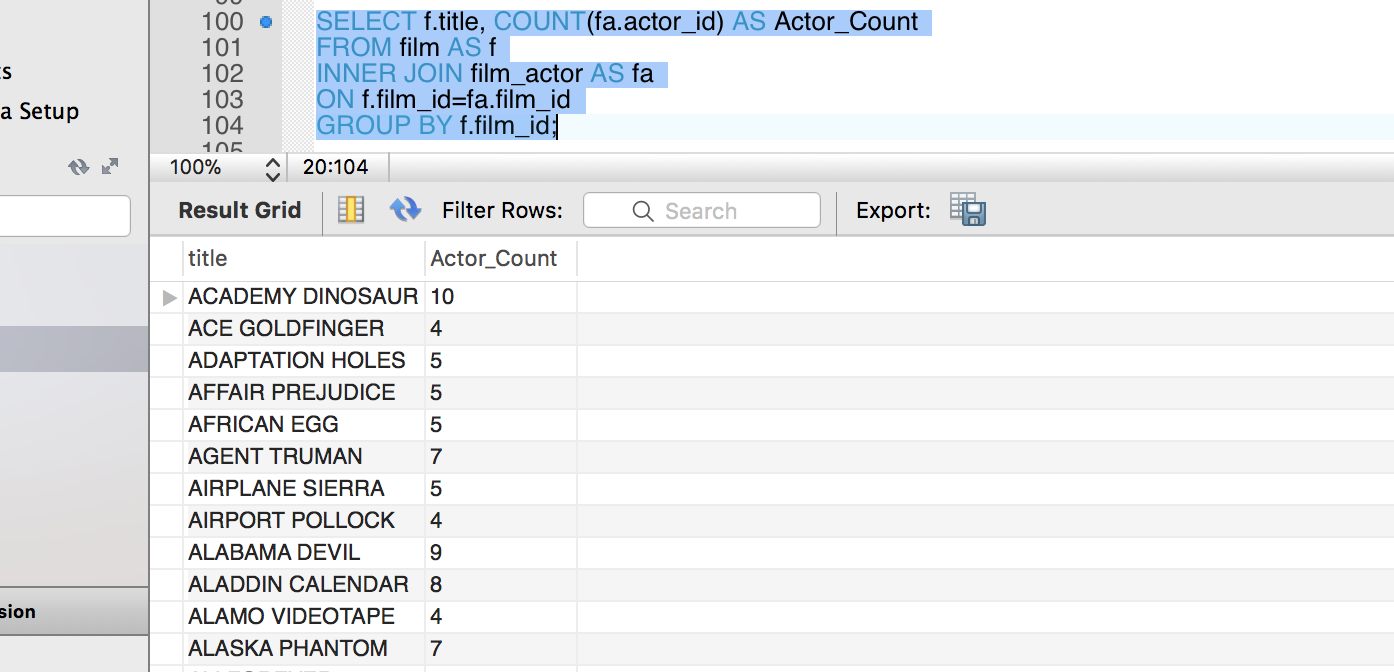 100 SELECT f.title, COUNT(fa.actor_id) AS Actor_Count
101 FROM film AS f
102 INNER JOIN film_actor AS fa
103 ON f.film_id=fa.film_id
104 GROUP BY f.film_id;
105
s
a Setup
100% 20:104
Result Grid Filter Rows: Search Export:
title Actor_Count
ACADEMY DINOSAUR 10
ACE GOLDFINGER 4
ADAPTATION HOLES 5
AFFAIR PREJUDICE 5
AFRICAN EGG 5
AGENT TRUMAN 7
AIRPLANE SIERRA 5
AIRPORT POLLOCK 4
ALABAMA DEVIL 9
ALADDIN CALENDAR 8
sion
ALAMO VIDEOTAPE 4
ALASKA PHANTOM 7